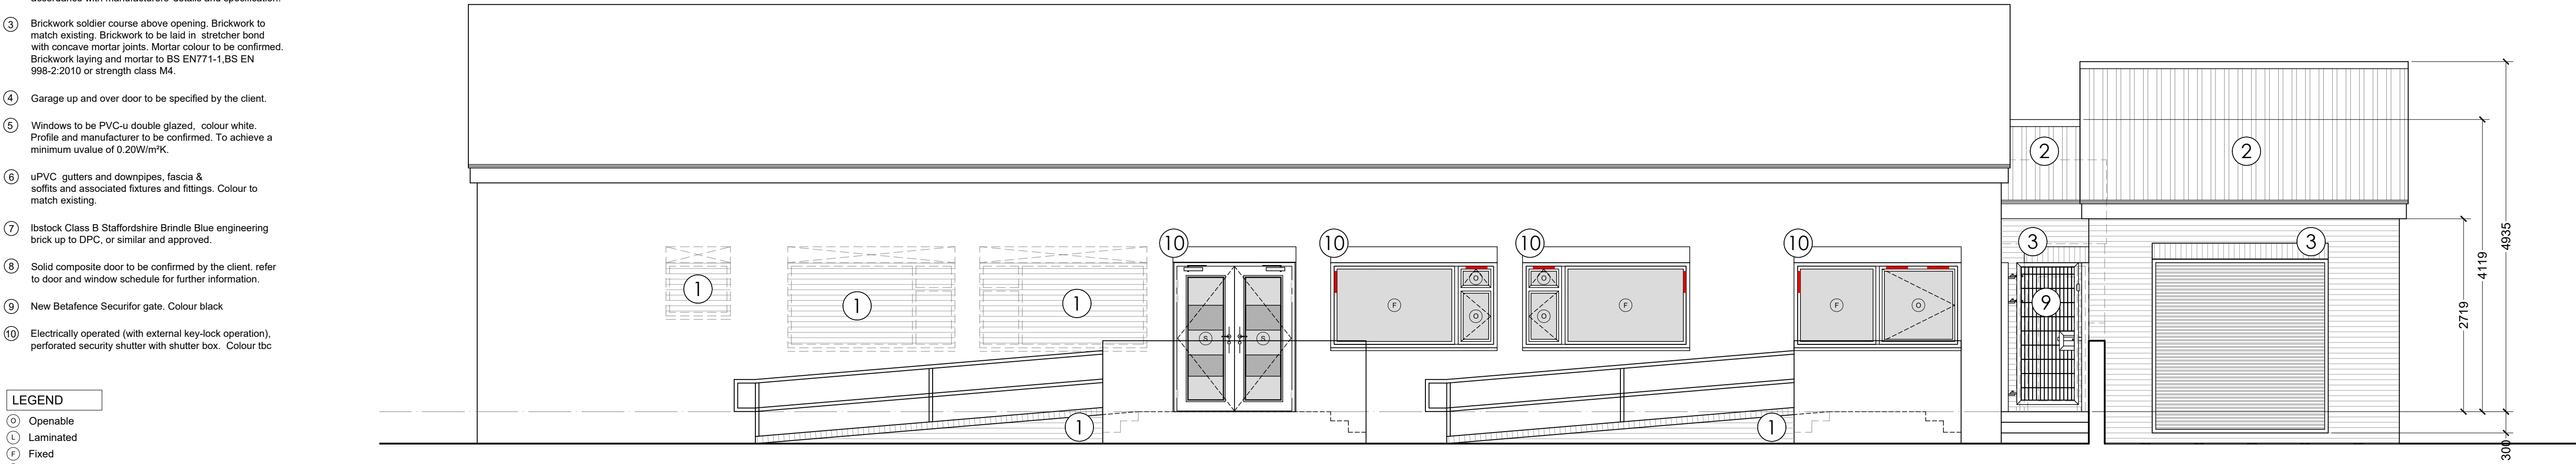 accordance with manufacturers' details and specification.
3 Brickwork soldier course above opening. Brickwork to
match existing. Brickwork to be laid in stretcher bond
with concave mortar joints. Mortar colour to be confirmed.
Brickwork laying and mortar to BS EN771-1,BS EN
998-2:2010 or strength class M4.
4 Garage up and over door to be specified by the client.
5 Windows to be PVC-u double glazed, colour white.
Profile and manufacturer to be confirmed. To achieve a
minimum uvalue of 0.20W/m²K.
6 uPVC gutters and downpipes, fascia &
soffits and associated fixtures and fittings. Colour to
match existing.
7 Ibstock Class B Staffordshire Brindle Blue engineering
brick up to DPC, or similar and approved.
8 Solid composite door to be confirmed by the client. refer
to door and window schedule for further information.
9 New Betafence Securifor gate. Colour black
10 Electrically operated (with external key-lock operation),
perforated security shutter with shutter box. Colour tbc
LEGEND
O Openable
L Laminated
F Fixed
1
1
1
10
10
10
10
S
S
F
O
O
O
O
F
F
O
1
1
2
2
3
3
9
2719
4119
4935
300